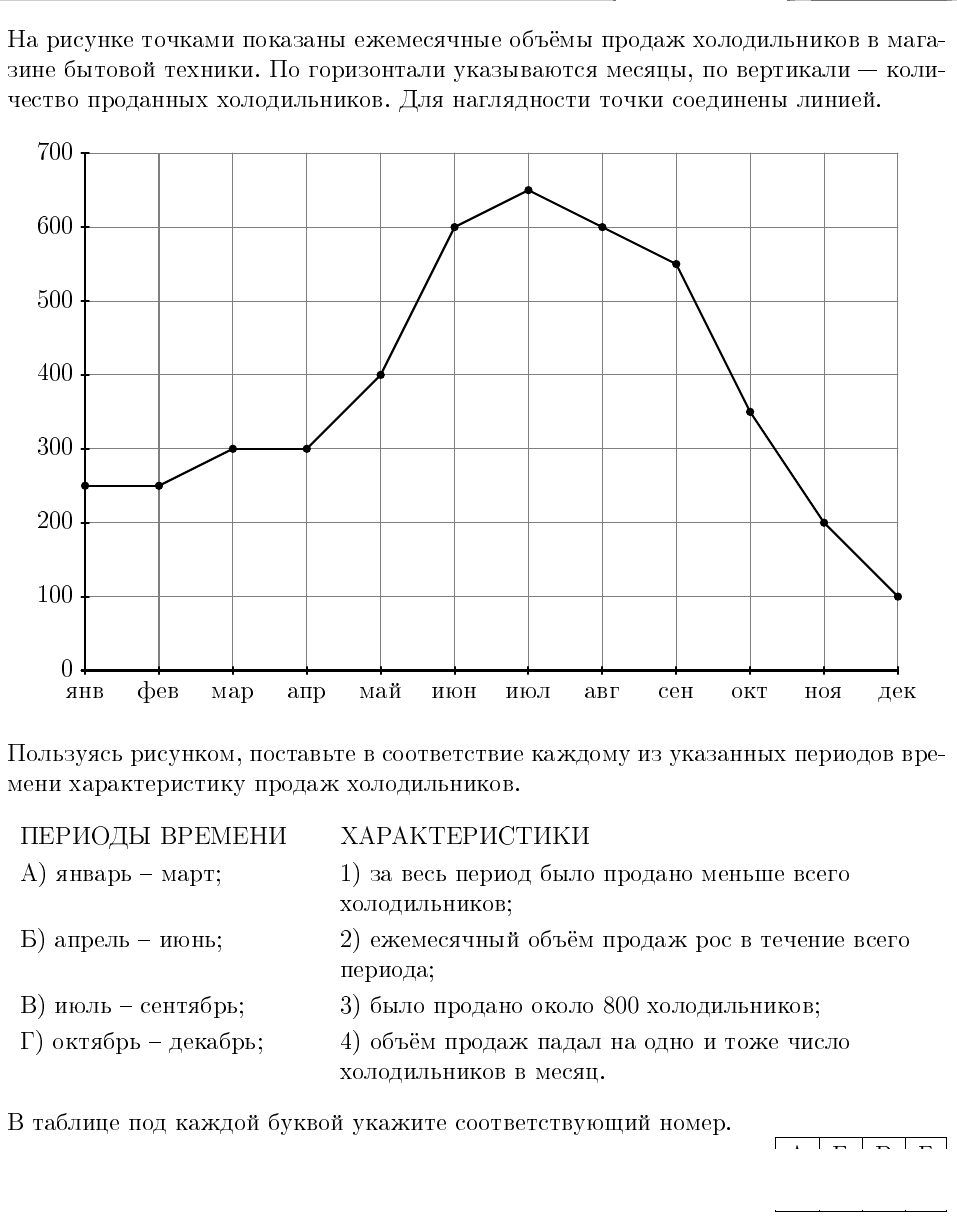 На рисунке точками показаны ежемесячные объёмы продаж холодильников в мага-
зине бытовой техники. По горизонтали указываются месяцы, по вертикали — коли-
чество проданных холодильников. Для наглядности точки соединены линией.
700
600
500
400
300
200
100
0
янв фев мар апр май июн июл авг сен окт ноя дек
Пользуясь рисунком, поставьте в соответствие каждому из указанных периодов вре-
мени характеристику продаж холодильников.
ПЕРИОДЫ ВРЕМЕНИ ХАРАКТЕРИСТИКИ
А) январь – март; 1) за весь период было продано меньше всего
холодильников;
Б) апрель – июнь; 2) ежемесячный объём продаж рос в течение всего
периода;
В) июль – сентябрь; 3) было продано около 800 холодильников;
Г) октябрь – декабрь; 4) объём продаж падал на одно и тоже число
холодильников в месяц.
В таблице под каждой буквой укажите соответствующий номер.